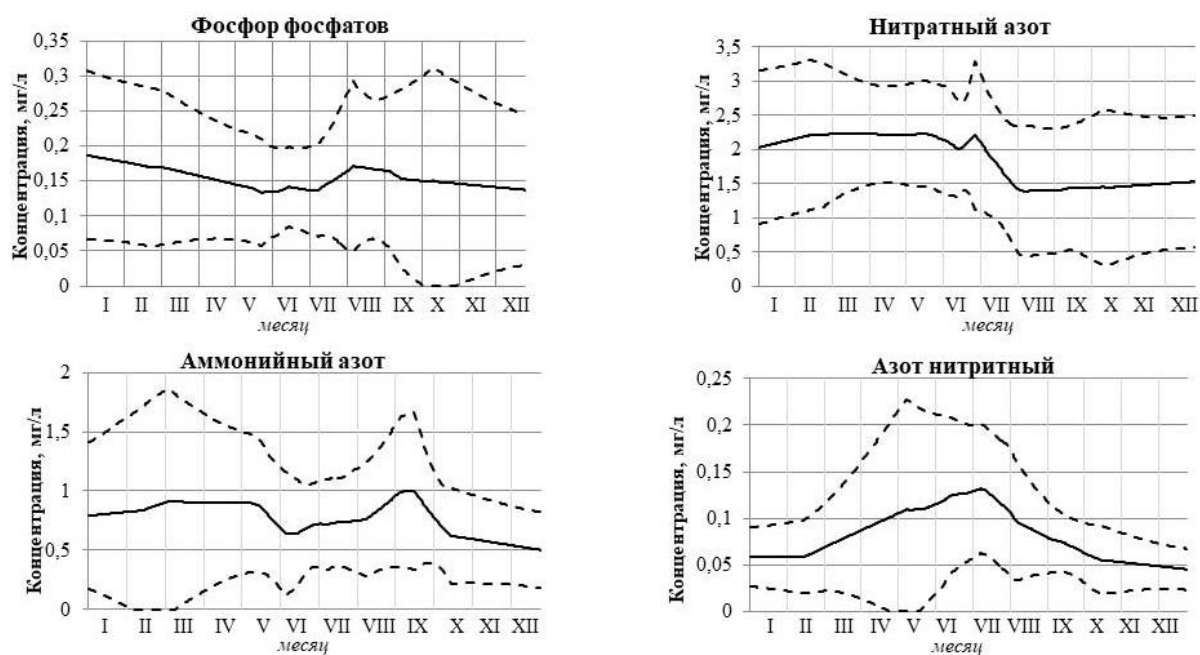 Фосфор фосфатов
Концентрация, мг/л
0,35
0,3
0,25
0,2
0,15
0,1
0,05
0
I II III IV V VI VII VIII IX X XI XII
месяц
Нитратный азот
Концентрация, мг/л
3,5
3
2,5
2
1,5
1
0,5
0
I II III IV V VI VII VIII IX X XI XII
месяц
Аммонийный азот
Концентрация, мг/л
2
1.5
1
0,5
0
I II III IV V VI VII VIII IX X XI XII
месяц
Азот нитритный
Концентрация, мг/л
0,25
0,2
0,15
0,1
0,05
0
I II III IV V VI VII VIII IX X XI XII
месяц